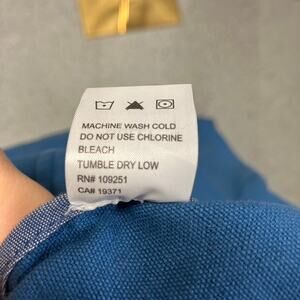 MACHINE WASH COLD
DO NOT USE CHLORINE
BLEACH
TUMBLE DRY LOW
RN# 109251
CA# 19371